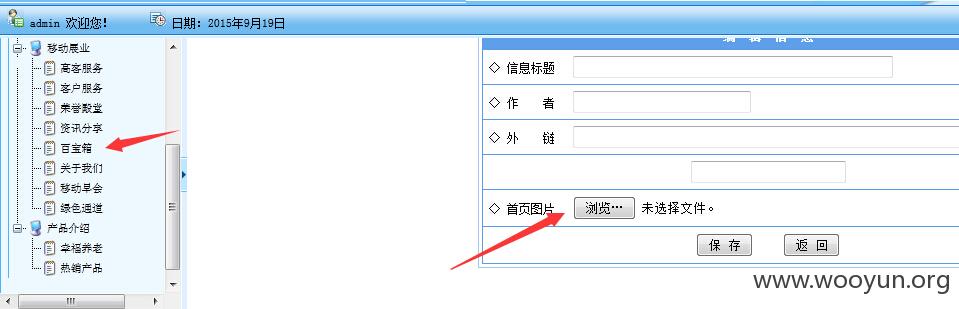 admin 欢迎您! 日期：2015年9月19日
移动展业
高客服务
客户服务
荣誉殿堂
资讯分享
百宝箱
关于我们
移动早会
绿色通道
产品介绍
幸福养老
热销产品
编 辑 信 息
◇ 信息标题
◇ 作 者
◇ 外 链
◇ 首页图片 浏览… 未选择文件。
保 存 返 回
www.wooyun.org